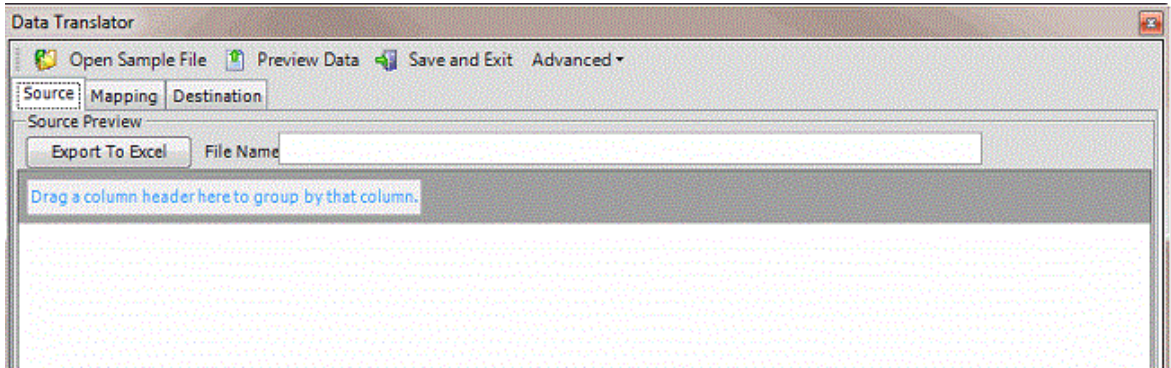 Data Translator
Open Sample File Preview Data Save and Exit Advanced
Source Mapping Destination
Source Preview
Export To Excel File Name
Drag a column header here to group by that column.